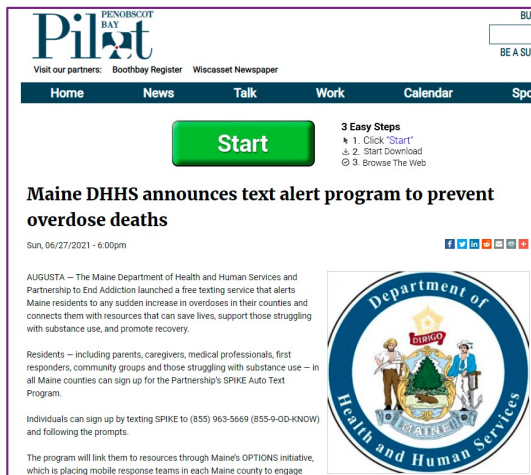 PENOBSCOT
BAY
Pilot
Visit our partners: Boothbay Register Wiscasset Newspaper
BU
BE A SU
Home News Talk Work Calendar Spo
Start
3 Easy Steps
1. Click "Start"
2. Start Download
3. Browse The Web
Maine DHHS announces text alert program to prevent
overdose deaths
Sun, 06/27/2021 - 6:00pm
AUGUSTA — The Maine Department of Health and Human Services and
Partnership to End Addiction launched a free texting service that alerts
Maine residents to any sudden increase in overdoses in their counties and
connects them with resources that can save lives, support those struggling
with substance use, and promote recovery.
Residents — including parents, caregivers, medical professionals, first
responders, community groups and those struggling with substance use — in
all Maine counties can sign up for the Partnership's SPIKE Auto Text
Program.
Individuals can sign up by texting SPIKE to (855) 963-5669 (855-9-OD-KNOW)
and following the prompts.
The program will link them to resources through Maine's OPTIONS initiative,
which is placing mobile response teams in each Maine county to engage
Department of
Health and Human Services
DIRIGO
MAINE